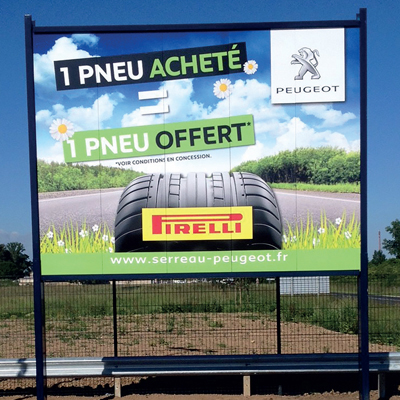 1 PNEU ACHETÉ
=
1 PNEU OFFERT*
*VOIR CONDITIONS EN CONCESSION.
PEUGEOT
PIRELLI
www.serreau-peugeot.fr